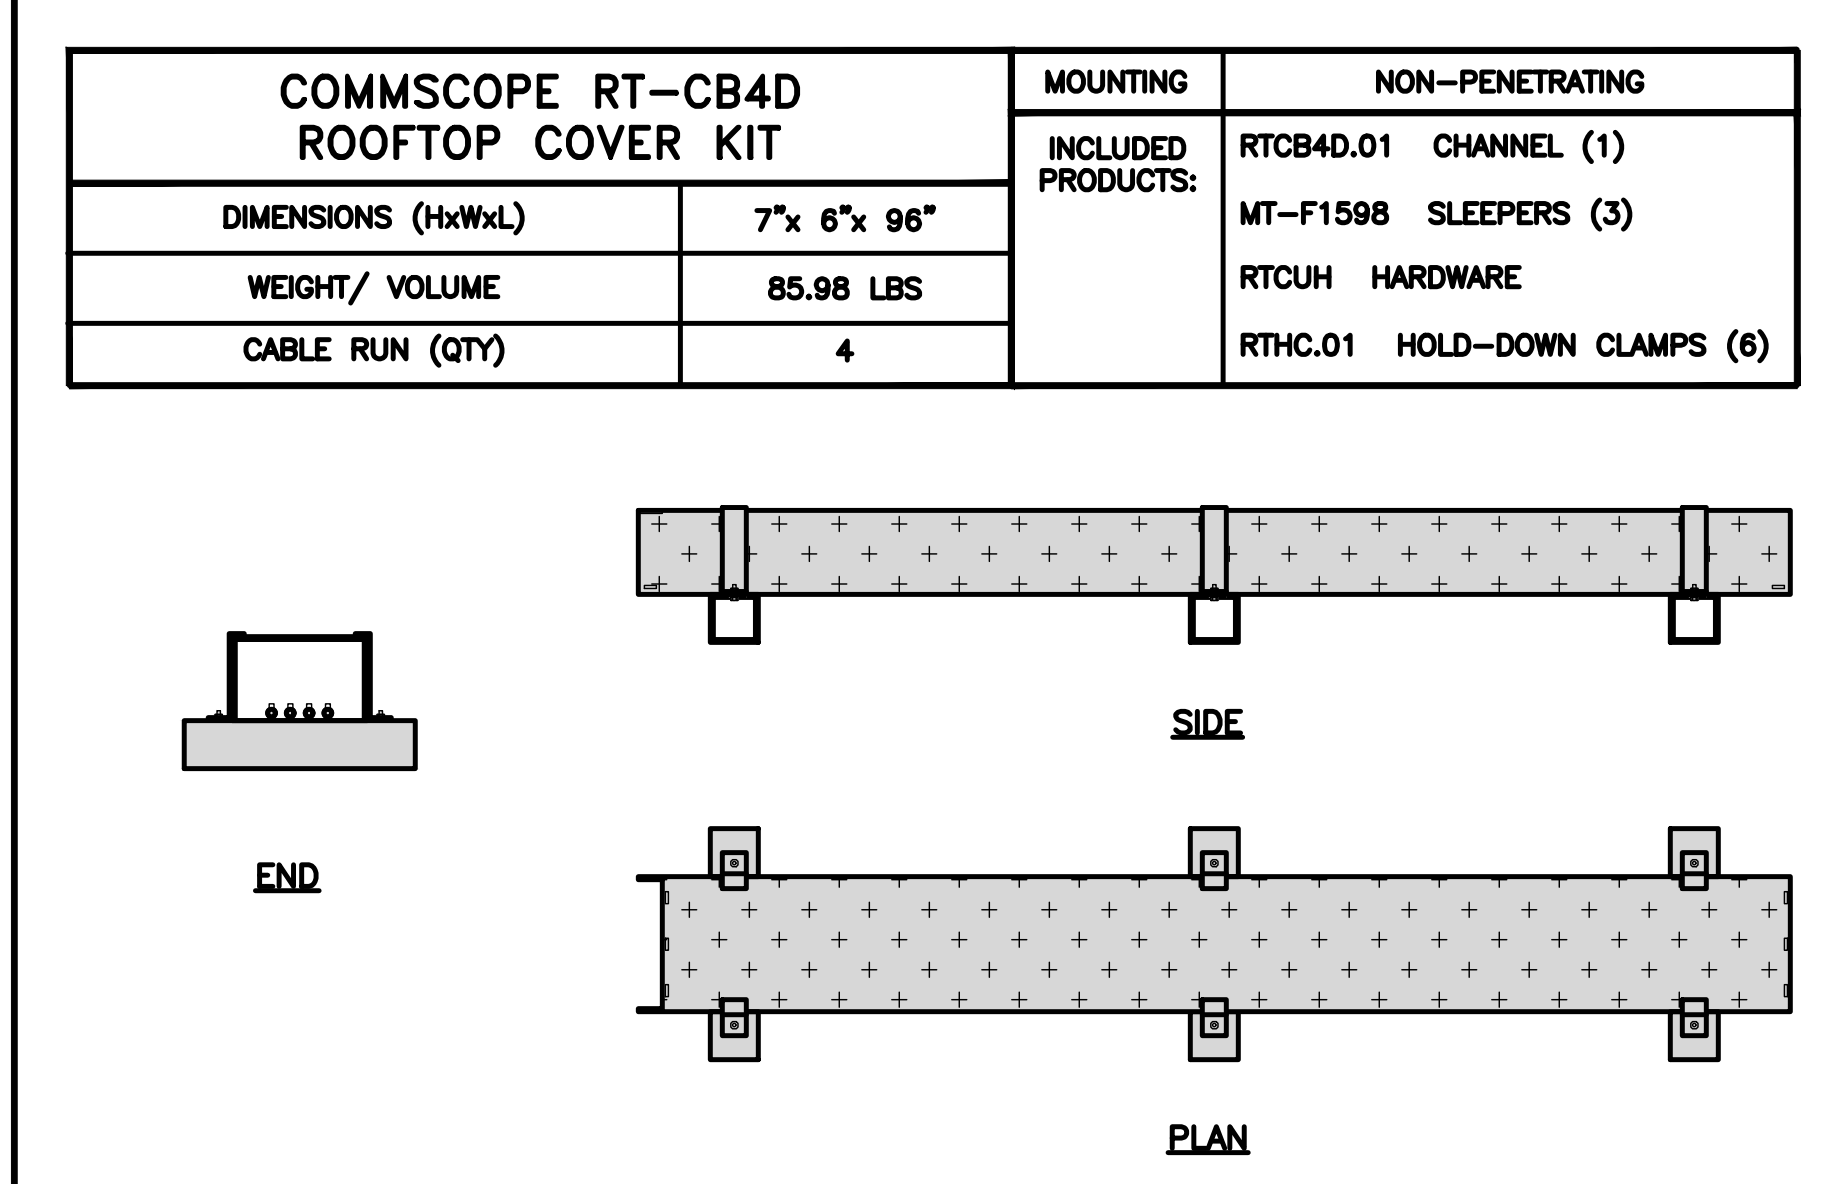 COMMSCOPE RT-CB4D
ROOFTOP COVER KIT
DIMENSIONS (HxWxL)
7"x 6"x 96"
WEIGHT/ VOLUME
85.98 LBS
CABLE RUN (QTY)
4
MOUNTING
NON-PENETRATING
INCLUDED
PRODUCTS:
RTCB4D.01 CHANNEL (1)
MT-F1598 SLEEPERS (3)
RTCUH HARDWARE
RTHC.01 HOLD-DOWN CLAMPS (6)
SIDE
END
PLAN